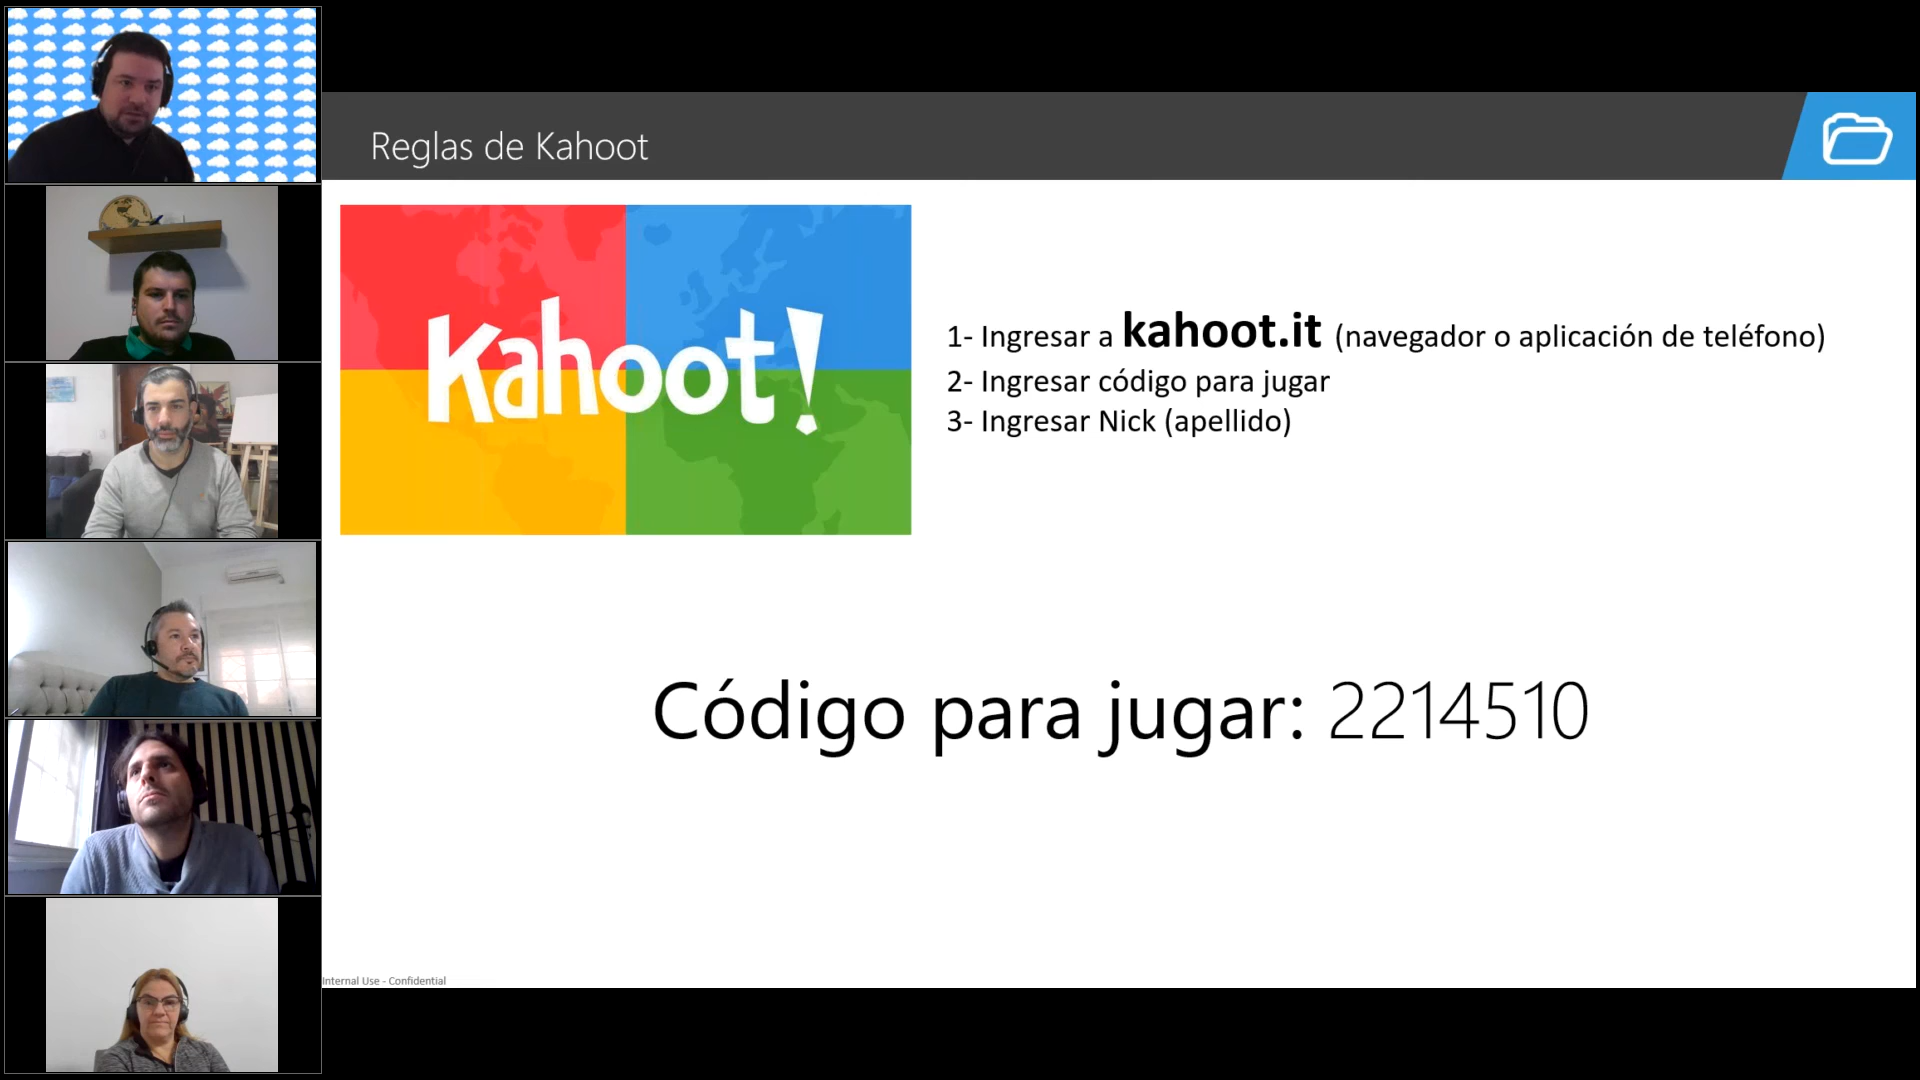 Reglas de Kahoot
Kahoot!
1- Ingresar a kahoot.it (navegador o aplicación de teléfono)
2- Ingresar código para jugar
3- Ingresar Nick (apellido)
Código para jugar: 2214510
Internal Use - Confidential